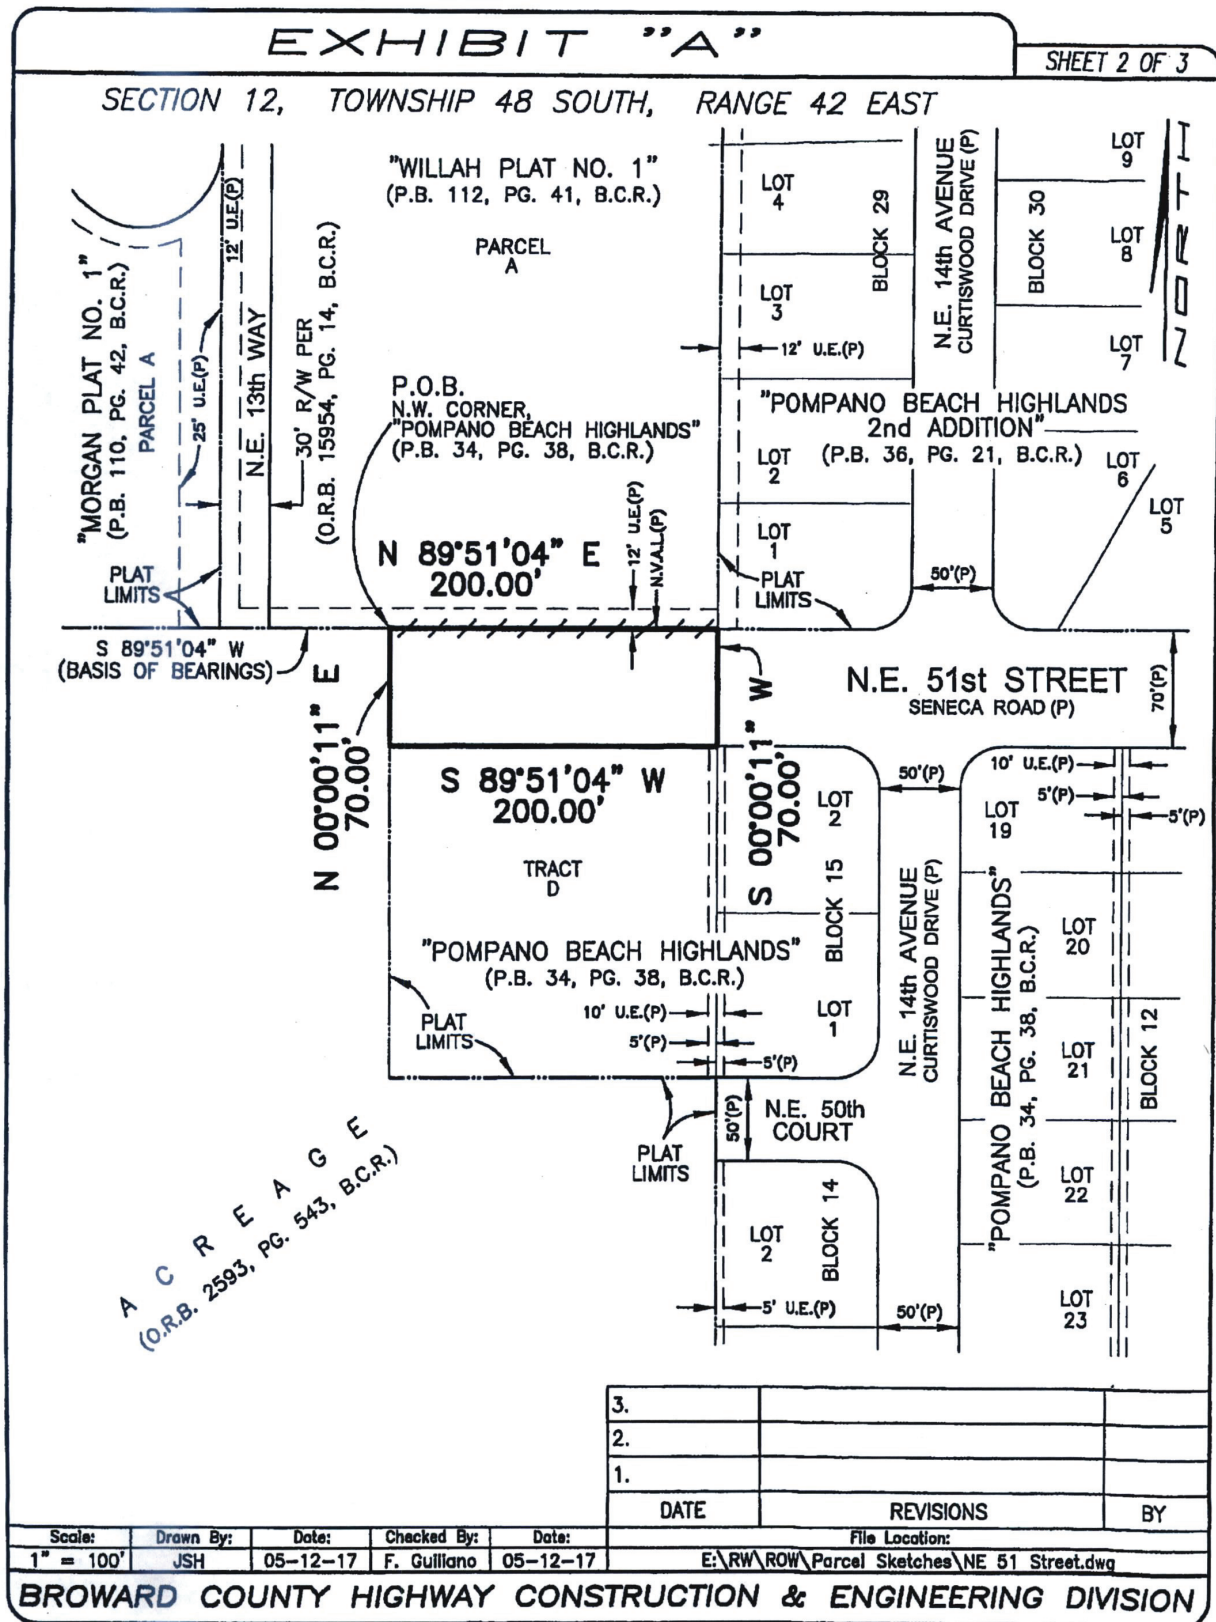 EXHIBIT "A"
SHEET 2 OF 3
SECTION 12, TOWNSHIP 48 SOUTH, RANGE 42 EAST
NORTH
"MORGAN PLAT NO. 1"
(P.B. 110, PG. 42, B.C.R.)
PARCEL A
25' U.E.(P)
12' U.E.(P)
N.E. 13th WAY
30' R/W PER
(O.R.B. 15954, PG. 14, B.C.R.)
PLAT
LIMITS
S 89°51'04" W
(BASIS OF BEARINGS)
"WILLAH PLAT NO. 1"
(P.B. 112, PG. 41, B.C.R.)
PARCEL
A
P.O.B.
N.W. CORNER,
"POMPANO BEACH HIGHLANDS"
(P.B. 34, PG. 38, B.C.R.)
N 89°51'04" E
200.00'
12' U.E.(P)
N.V.A.L.(P)
LOT
4
LOT
3
12' U.E.(P)
BLOCK 29
N.E. 14th AVENUE
CURTISWOOD DRIVE (P)
BLOCK 30
LOT
9
LOT
8
LOT
7
"POMPANO BEACH HIGHLANDS
2nd ADDITION"
(P.B. 36, PG. 21, B.C.R.)
LOT
2
LOT
6
LOT
5
LOT
1
PLAT
LIMITS
50'(P)
N.E. 51st STREET
SENECA ROAD (P)
70'(P)
N 00°00'11" E
70.00'
S 89°51'04" W
200.00'
S 00°00'11" W
70.00'
TRACT
D
"POMPANO BEACH HIGHLANDS"
(P.B. 34, PG. 38, B.C.R.)
PLAT
LIMITS
10' U.E.(P)
5'(P)
5'(P)
LOT
2
BLOCK 15
LOT
1
50'(P)
N.E. 14th AVENUE
CURTISWOOD DRIVE (P)
10' U.E.(P)
5'(P)
5'(P)
LOT
19
LOT
20
"POMPANO BEACH HIGHLANDS"
(P.B. 34, PG. 38, B.C.R.)
LOT
21
BLOCK 12
LOT
22
LOT
23
PLAT
LIMITS
50'(P)
N.E. 50th
COURT
LOT
2
BLOCK 14
5' U.E.(P)
50'(P)
ACREAGE
(O.R.B. 2593, PG. 543, B.C.R.)
3.
2.
1.
DATE REVISIONS BY
Scale: Drawn By: Date: Checked By: Date: File Location:
1" = 100' JSH 05-12-17 F. Guiliano 05-12-17 E:\RW\ROW\Parcel Sketches\NE 51 Street.dwg
BROWARD COUNTY HIGHWAY CONSTRUCTION & ENGINEERING DIVISION